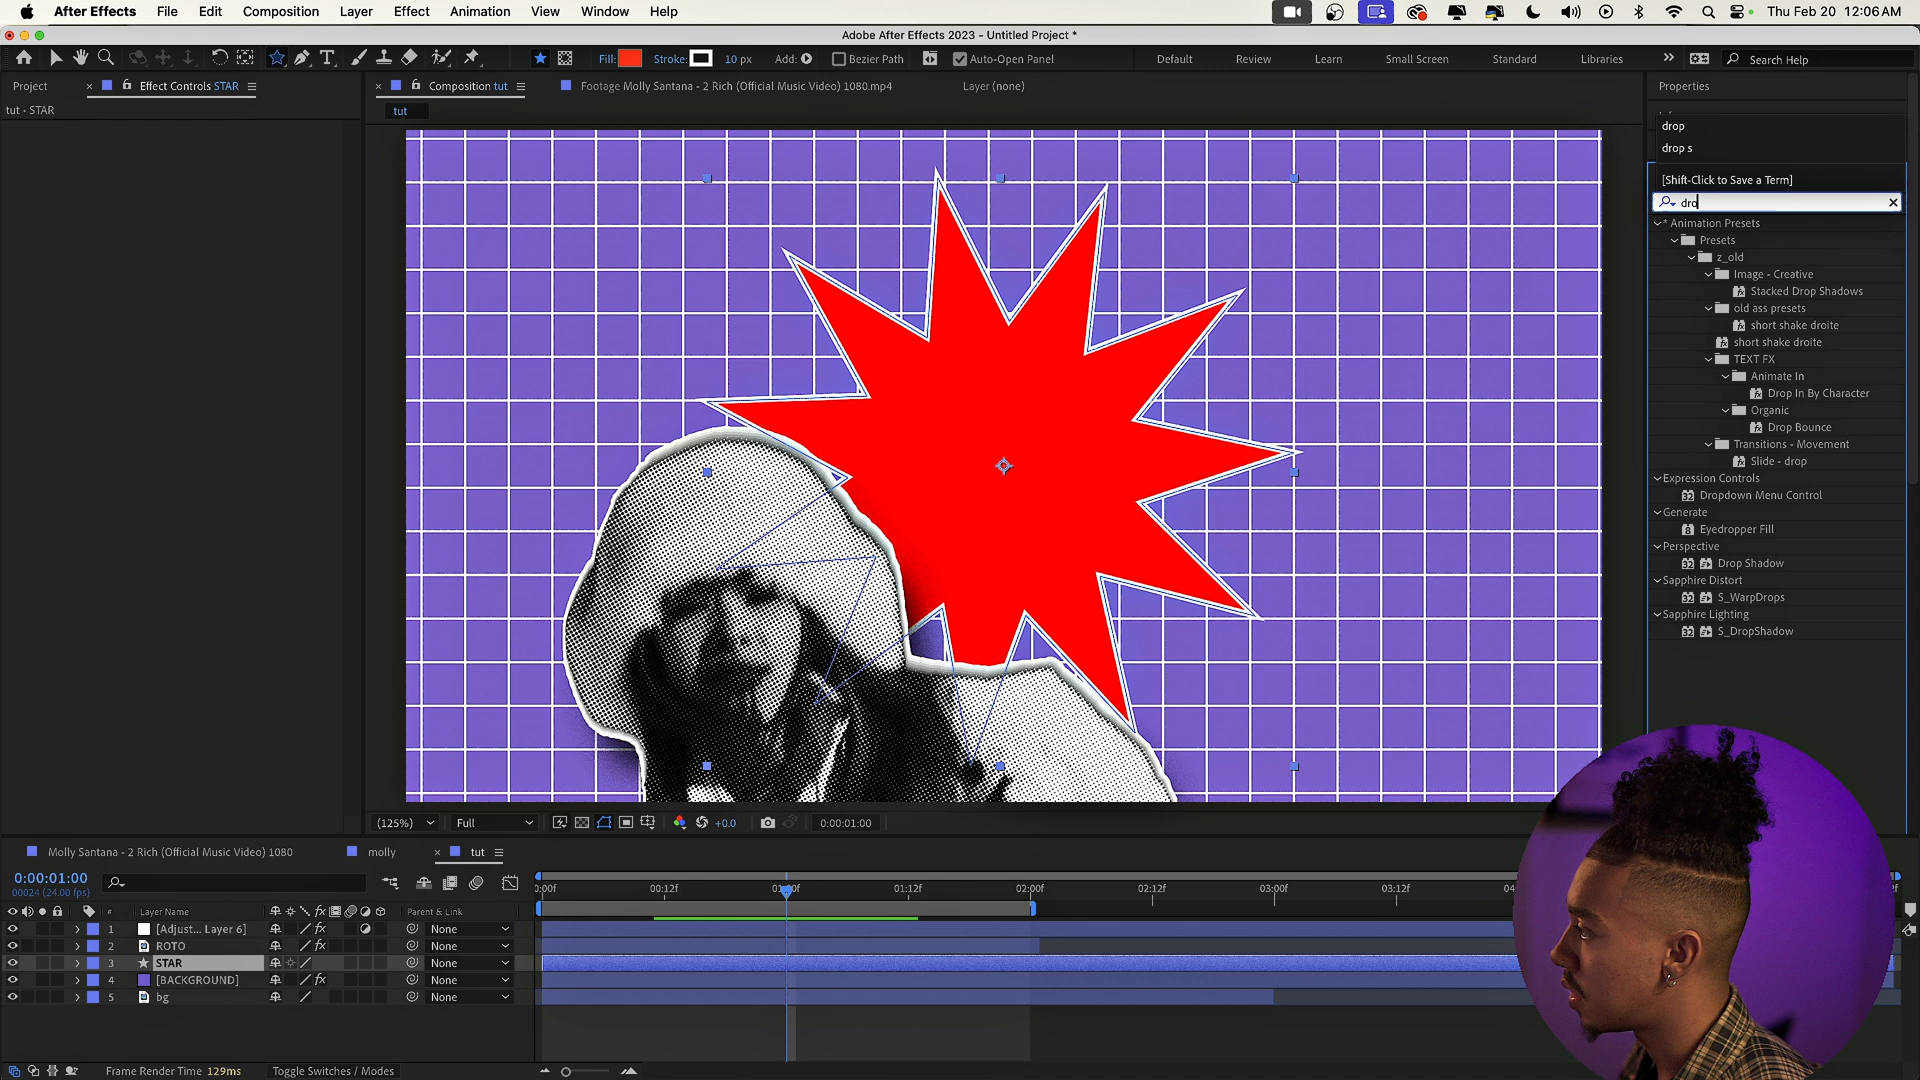 After Effects File Edit Composition Layer Effect Animation View Window Help Thu Feb 20 12:06 AM
Adobe After Effects 2023 - Untitled Project *
Fill: Stroke: 10 px Add: Bezier Path Auto-Open Panel Default Review Learn Small Screen Standard Libraries Search Help
Project Effect Controls STAR Composition tut Footage Molly Santana - 2 Rich (Official Music Video) 1080.mp4 Layer (none) Properties
tut • STAR
tut
drop
drop s
[Shift-Click to Save a Term]
dro
* Animation Presets
Presets
z_old
Image - Creative
Stacked Drop Shadows
old ass presets
short shake droite
short shake droite
TEXT FX
Animate In
Drop In By Character
Organic
Drop Bounce
Transitions - Movement
Slide - drop
Expression Controls
Dropdown Menu Control
Generate
Eyedropper Fill
Perspective
Drop Shadow
Sapphire Distort
S_WarpDrops
Sapphire Lighting
S_DropShadow
(125%) Full +0.0 0:00:01:00
Molly Santana - 2 Rich (Official Music Video) 1080 molly tut
0:00:01:00
00024 (24.00 fps)
:00f 00:12f 01:00f 01:12f 02:00f 02:12f 03:00f 03:12f
# Layer Name Parent & Link
1 [Adjust... Layer 6] None
2 ROTO None
3 STAR None
4 [BACKGROUND] None
5 bg None
Frame Render Time 129ms Toggle Switches / Modes